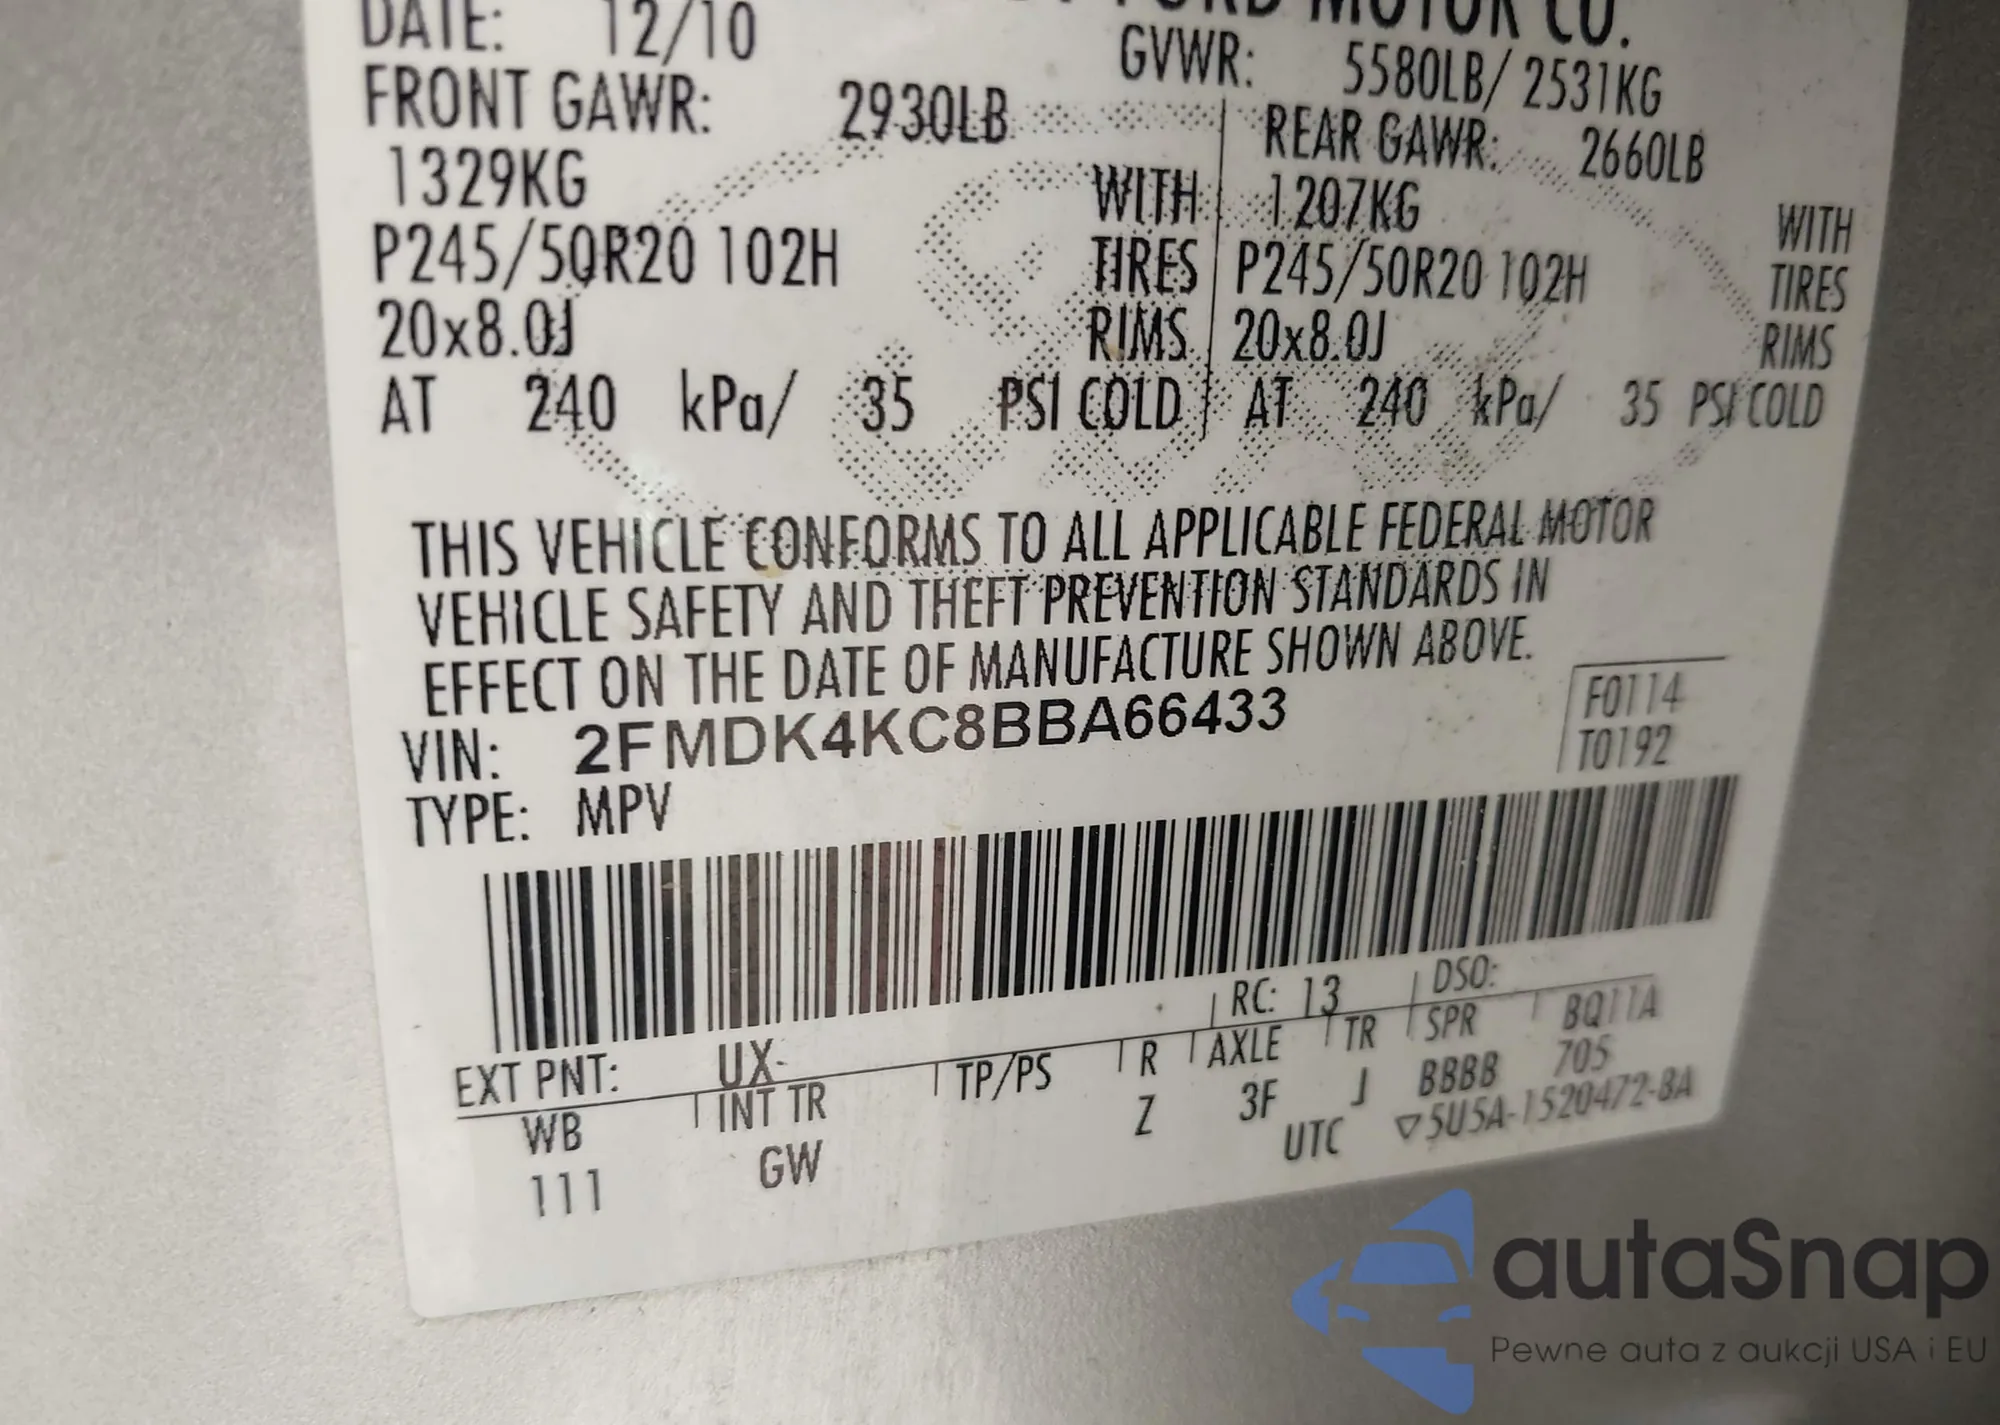 FORD MOTOR CO.
DATE: 12/10 GVWR: 5580LB/ 2531KG
FRONT GAWR: 2930LB REAR GAWR: 2660LB
1329KG WITH 1207KG WITH
P245/50R20 102H TIRES P245/50R20 102H TIRES
20x8.0J RIMS 20x8.0J RIMS
AT 240 kPa/ 35 PSI COLD AT 240 kPa/ 35 PSI COLD
THIS VEHICLE CONFORMS TO ALL APPLICABLE FEDERAL MOTOR
VEHICLE SAFETY AND THEFT PREVENTION STANDARDS IN
EFFECT ON THE DATE OF MANUFACTURE SHOWN ABOVE.
F0114
VIN: 2FMDK4KC8BBA66433 T0192
TYPE: MPV
EXT PNT: UX RC: 13 DSO:
WB INT TR TP/PS R AXLE TR SPR BQ11A
111 GW Z 3F J BBBB 705
UTC ▽5U5A-1520472-BA
autaSnap
Pewne auta z aukcji USA i EU